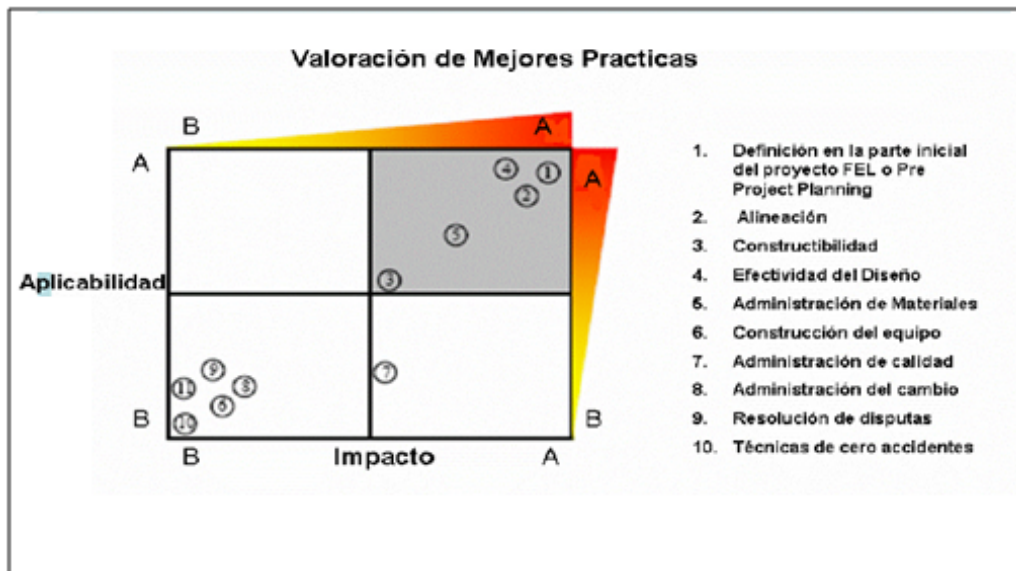 Valoración de Mejores Practicas
B
A
A
A
4
1
2
5
3
Aplicabilidad
9
11
8
6
10
7
B
B
B
Impacto
A
1. Definición en la parte inicial
del proyecto FEL o Pre
Project Planning
2. Alineación
3. Constructibilidad
4. Efectividad del Diseño
5. Administración de Materiales
6. Construcción del equipo
7. Administración de calidad
8. Administración del cambio
9. Resolución de disputas
10. Técnicas de cero accidentes